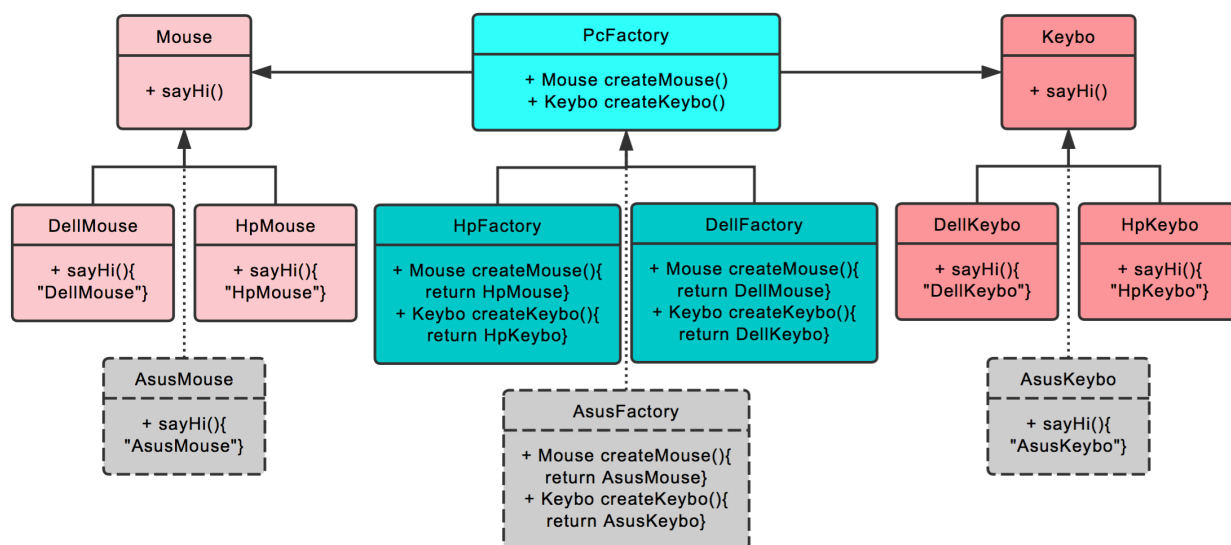 Mouse
+ sayHi()
PcFactory
+ Mouse createMouse()
+ Keybo createKeybo()
Keybo
+ sayHi()
DellMouse
+ sayHi(){
"DellMouse"}
HpMouse
+ sayHi(){
"HpMouse"}
HpFactory
+ Mouse createMouse(){
return HpMouse}
+ Keybo createKeybo(){
return HpKeybo}
DellFactory
+ Mouse createMouse(){
return DellMouse}
+ Keybo createKeybo(){
return DellKeybo}
DellKeybo
+ sayHi(){
"DellKeybo"}
HpKeybo
+ sayHi(){
"HpKeybo"}
AsusMouse
+ sayHi(){
"AsusMouse"}
AsusFactory
+ Mouse createMouse(){
return AsusMouse}
+ Keybo createKeybo(){
return AsusKeybo}
AsusKeybo
+ sayHi(){
"AsusKeybo"}